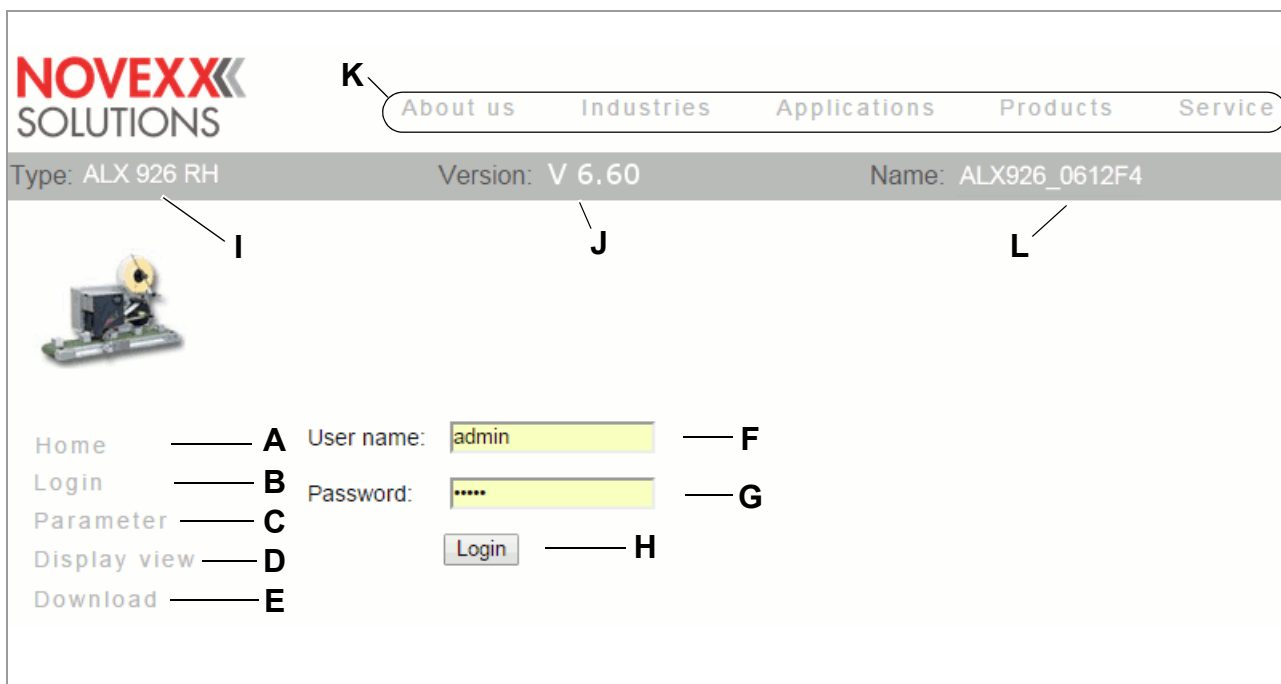 NOVEXX
SOLUTIONS
K
About us Industries Applications Products Service
Type: ALX 926 RH Version: V 6.60 Name: ALX926_0612F4
I J L
Home A User name: admin F
Login B
Password: ••••• G
Parameter C
Login H
Display view D
Download E